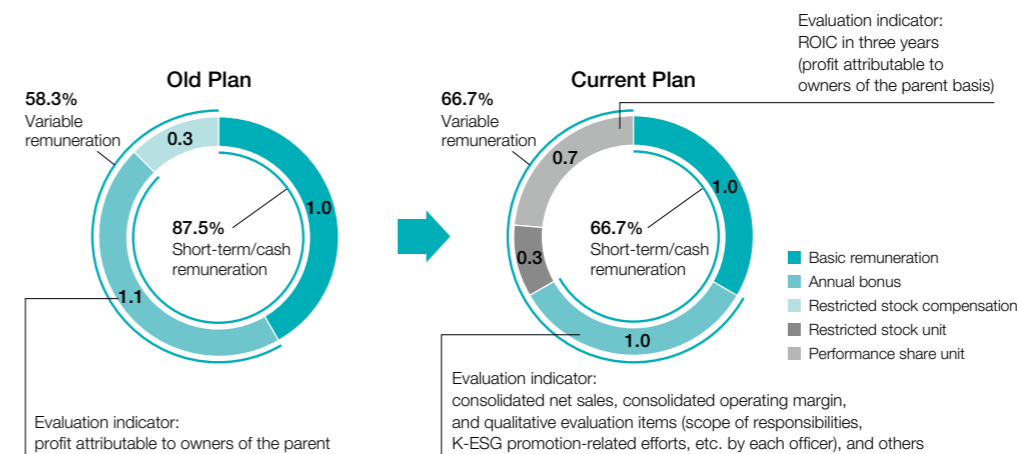 Evaluation indicator:
ROIC in three years
(profit attributable to
owners of the parent basis)
Old Plan
58.3%
Variable
remuneration
0.3
1.0
87.5%
Short-term/cash
remuneration
1.1
Evaluation indicator:
profit attributable to owners of the parent
Current Plan
66.7%
Variable
remuneration
0.7
1.0
66.7%
Short-term/cash
remuneration
0.3
1.0
Basic remuneration
Annual bonus
Restricted stock compensation
Restricted stock unit
Performance share unit
Evaluation indicator:
consolidated net sales, consolidated operating margin,
and qualitative evaluation items (scope of responsibilities,
K-ESG promotion-related efforts, etc. by each officer), and others